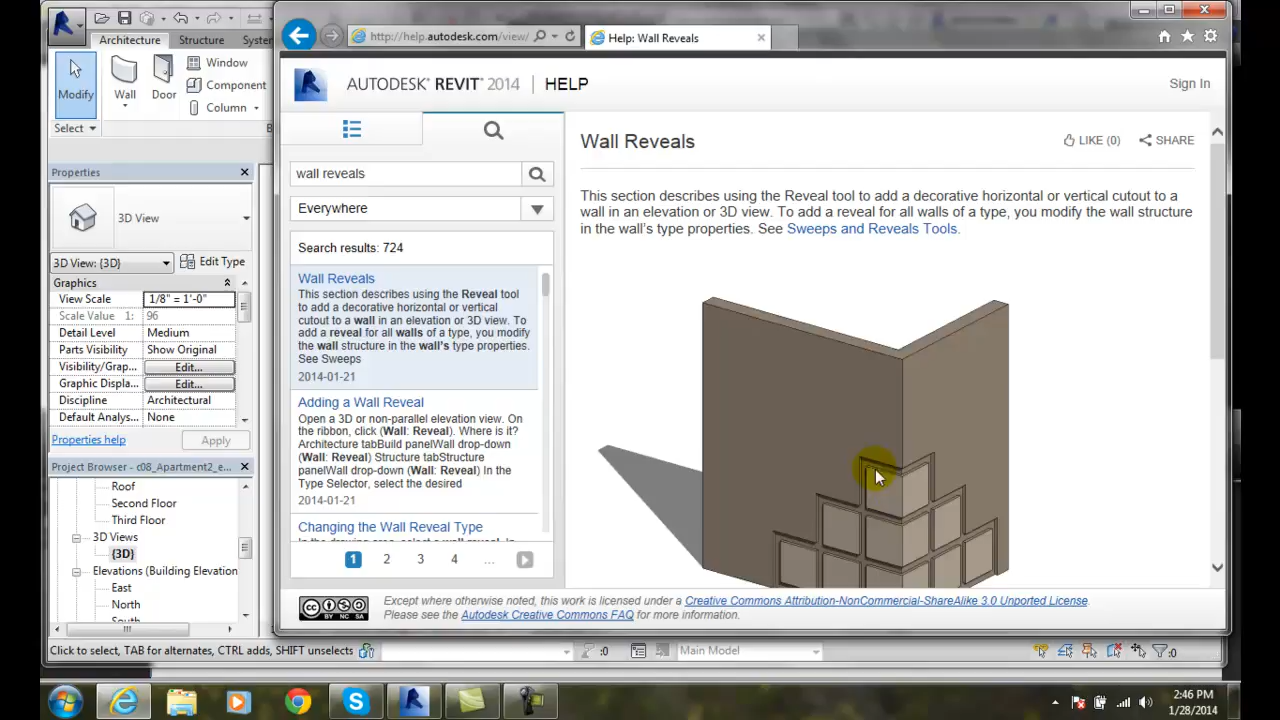 Architecture Structure System
Modify
Wall
Door
Window
Component
Column
Select
Properties
3D View
3D View: {3D}
Edit Type
Graphics
View Scale 1/8" = 1'-0"
Scale Value 1: 96
Detail Level Medium
Parts Visibility Show Original
Visibility/Grap... Edit...
Graphic Displa... Edit...
Discipline Architectural
Default Analys... None
Properties help
Apply
Project Browser - c08_Apartment2_e...
Roof
Second Floor
Third Floor
3D Views
{3D}
Elevations (Building Elevation
East
North
Click to select, TAB for alternates, CTRL adds, SHIFT unselects
:0
Main Model
:0
http://help.autodesk.com/view/
Help: Wall Reveals
AUTODESK® REVIT® 2014 | HELP
Sign In
wall reveals
Everywhere
Search results: 724
Wall Reveals
This section describes using the Reveal tool
to add a decorative horizontal or vertical
cutout to a wall in an elevation or 3D view. To
add a reveal for all walls of a type, you modify
the wall structure in the wall's type properties.
See Sweeps
2014-01-21
Adding a Wall Reveal
Open a 3D or non-parallel elevation view. On
the ribbon, click (Wall: Reveal). Where is it?
Architecture tabBuild panelWall drop-down
(Wall: Reveal) Structure tabStructure
panelWall drop-down (Wall: Reveal) In the
Type Selector, select the desired
2014-01-21
Changing the Wall Reveal Type
1 2 3 4 ...
Wall Reveals
LIKE (0) SHARE
This section describes using the Reveal tool to add a decorative horizontal or vertical cutout to a
wall in an elevation or 3D view. To add a reveal for all walls of a type, you modify the wall structure
in the wall's type properties. See Sweeps and Reveals Tools.
cc
BY NC SA
Except where otherwise noted, this work is licensed under a Creative Commons Attribution-NonCommercial-ShareAlike 3.0 Unported License
Please see the Autodesk Creative Commons FAQ for more information.
2:46 PM
1/28/2014